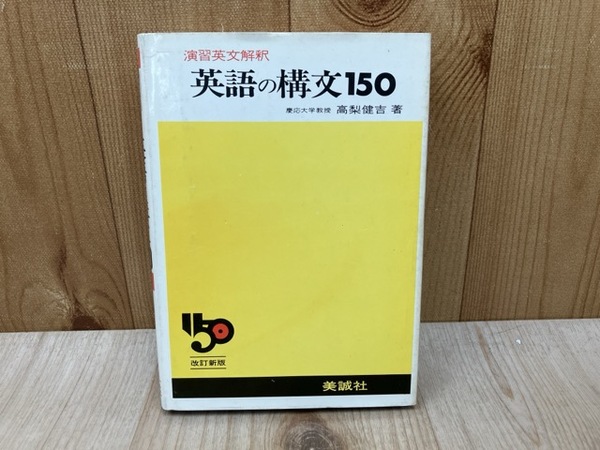 演習英文解釈
英語の構文150
慶応大学教授 高梨健吉 著
150
改訂新版
美誠社